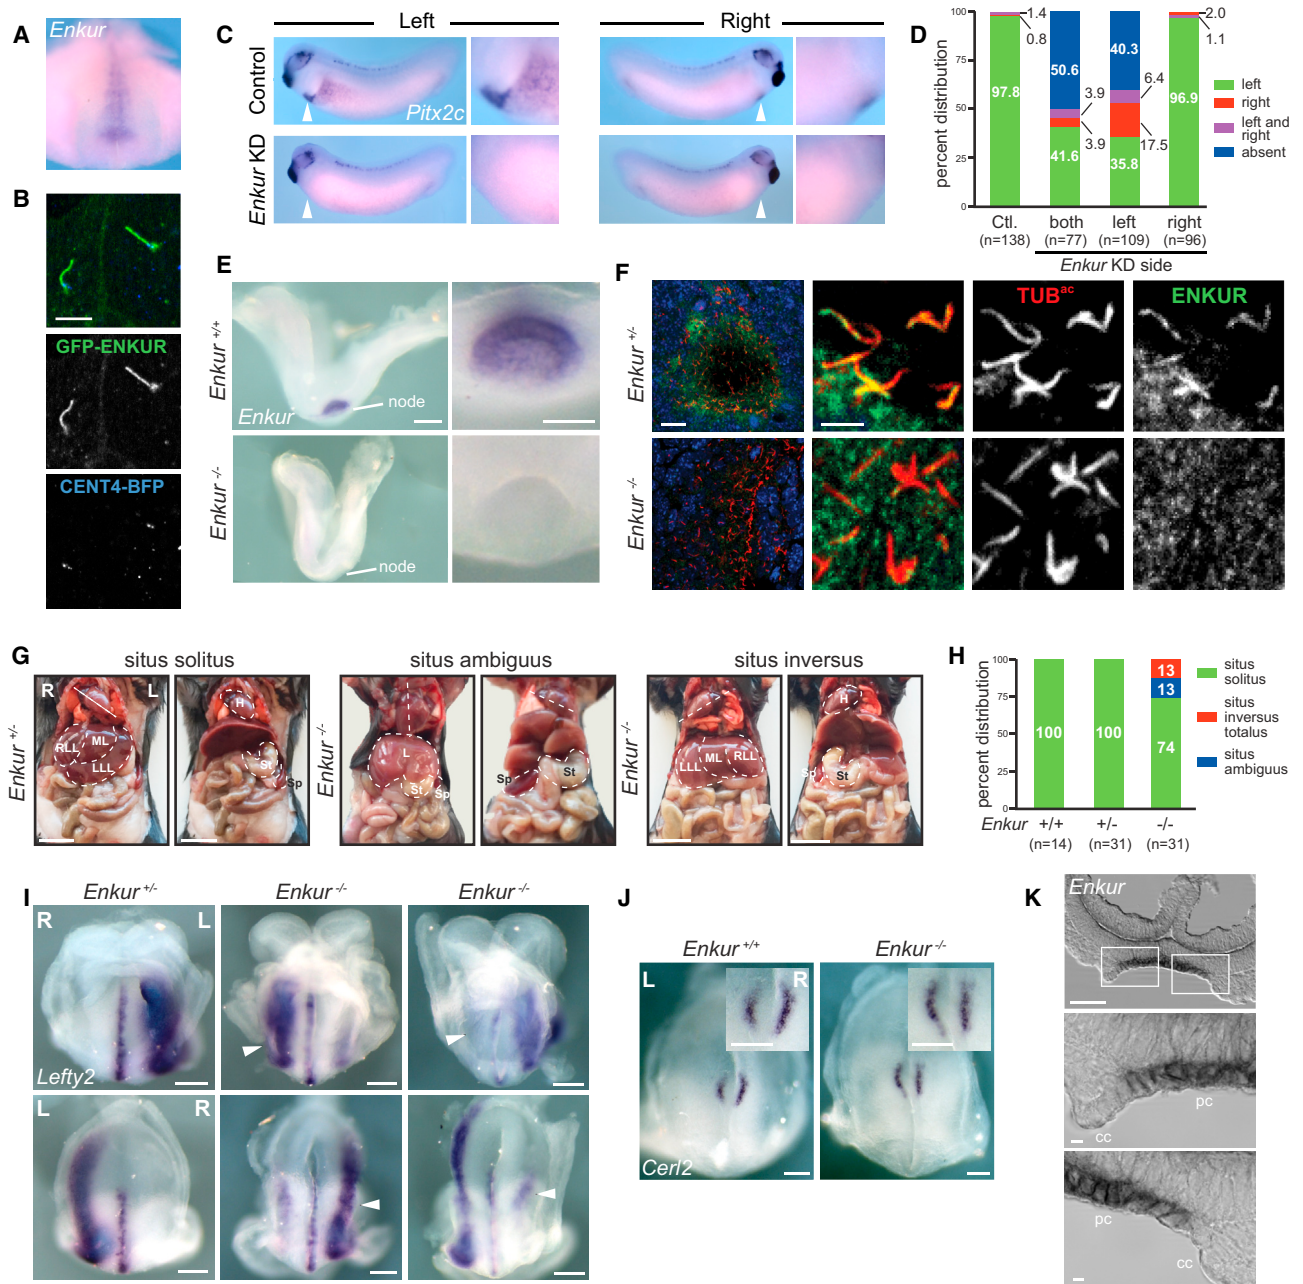 A
Enkur
B
GFP-ENKUR
CENT4-BFP
C
Left
Right
Control
Pitx2c
Enkur KD
D
percent distribution
100
75
50
25
0
97.8
1.4
0.8
50.6
3.9
3.9
41.6
40.3
6.4
17.5
35.8
2.0
1.1
96.9
left
right
left and
right
absent
Ctl.
both
left
right
(n=138)
(n=77)
(n=109)
(n=96)
Enkur KD side
E
Enkur +/+
Enkur
node
Enkur -/-
node
F
TUBac
ENKUR
Enkur +/-
Enkur -/-
G
situs solitus
situs ambiguus
situs inversus
Enkur +/-
R
L
RLL
ML
LLL
H
St
Sp
Enkur -/-
L
St
Sp
Sp
St
Enkur -/-
LLL
ML
RLL
H
Sp
St
H
percent distribution
100
75
50
25
0
100
100
13
13
74
situs
solitus
situs
inversus
totalus
situs
ambiguus
Enkur
+/+
+/-
-/-
(n=14)
(n=31)
(n=31)
I
Enkur +/-
Enkur -/-
Enkur -/-
R
L
Lefty2
L
R
J
Enkur +/+
Enkur -/-
L
R
Cerl2
K
Enkur
pc
cc
pc
cc